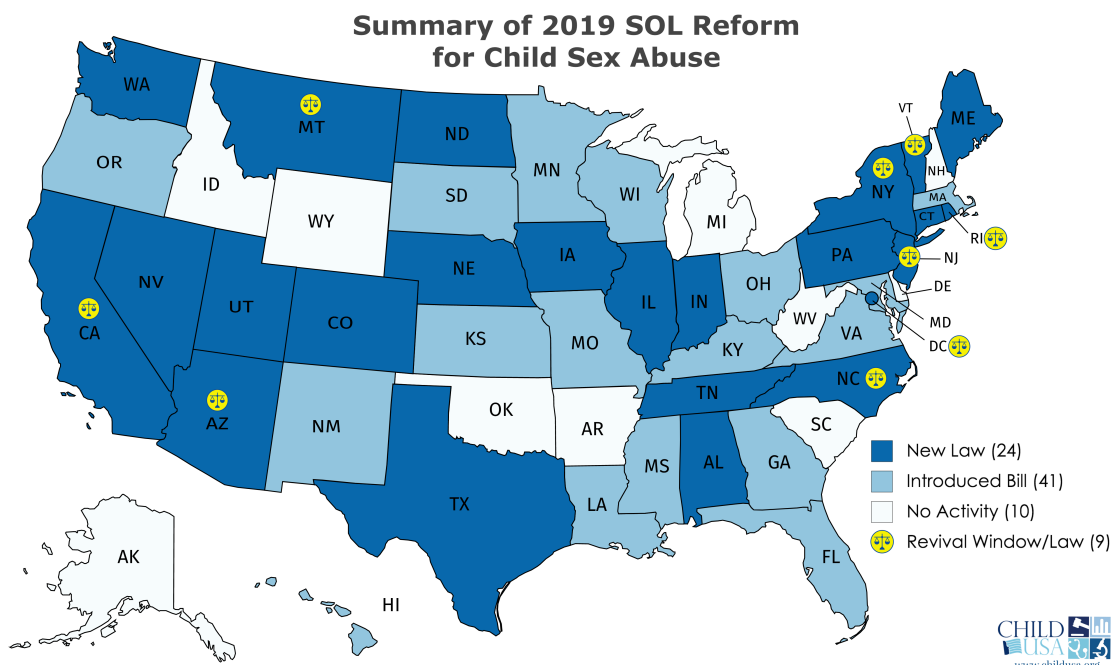 Summary of 2019 SOL Reform
for Child Sex Abuse
WA
MT
ND
MN
ME
VT
OR
ID
SD
WI
NH
NY
MA
WY
MI
CT
RI
NV
NE
IA
PA
NJ
UT
CO
IL
IN
OH
DE
CA
KS
MO
WV
VA
MD
KY
DC
AZ
NM
OK
AR
TN
NC
SC
TX
LA
MS
AL
GA
FL
AK
HI
New Law (24)
Introduced Bill (41)
No Activity (10)
Revival Window/Law (9)
CHILD
USA
www.childusa.org